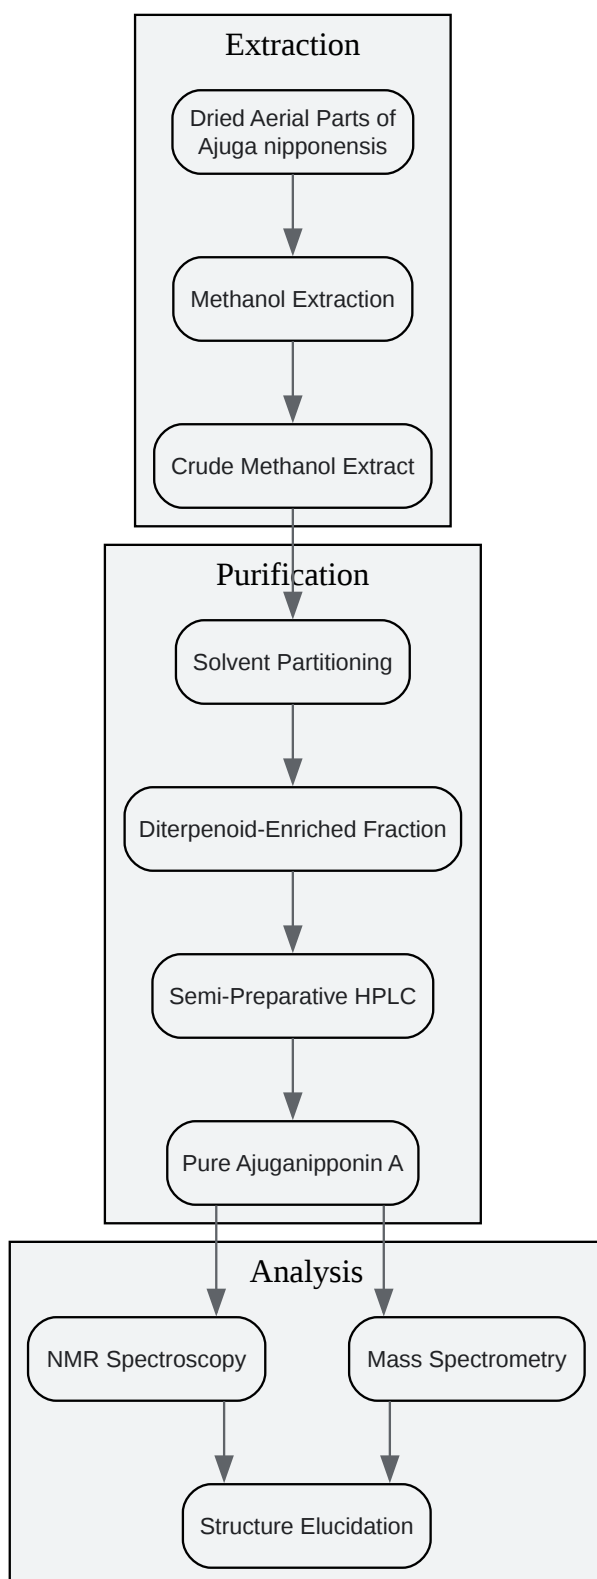 Extraction
Dried Aerial Parts of
Ajuga nipponensis
Methanol Extraction
Crude Methanol Extract
Purification
Solvent Partitioning
Diterpenoid-Enriched Fraction
Semi-Preparative HPLC
Pure Ajuganipponin A
Analysis
NMR Spectroscopy
Mass Spectrometry
Structure Elucidation